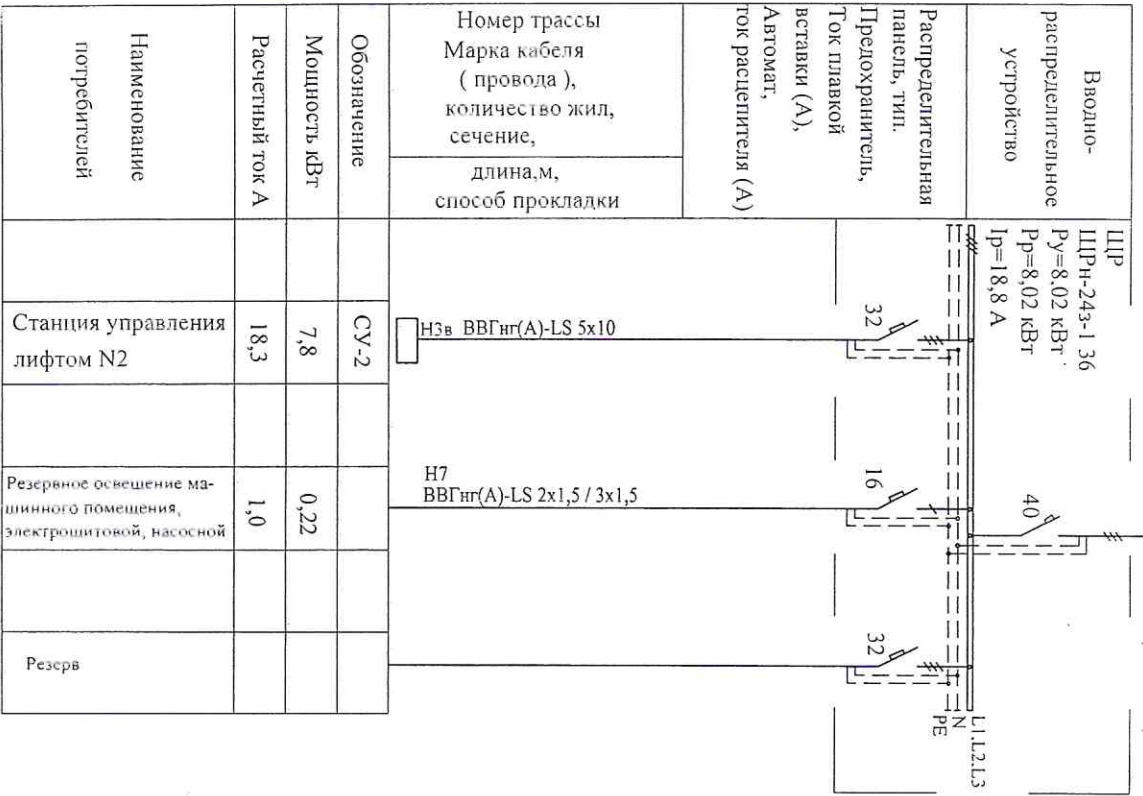 Вводно-
распределительное
устройство
Распределительная
панель, тип.
Предохранитель,
Ток плавкой
вставки (А),
Автомат,
ток расцепителя (А)
Номер трассы
Марка кабеля
( провода ),
количество жил,
сечение,
длина,м,
способ прокладки
Обозначение
Мощность кВт
Расчетный ток А
Наименование
потребителей
ЩР
ЩРн-24з-1 36
Ру=8.02 кВт
Рр=8,02 кВт
Iр=18,8 А
40
L1.L2.L3
N
PE
32
Н3в ВВГнг(А)-LS 5х10
СУ-2
7,8
18,3
Станция управления
лифтом N2
16
Н7
ВВГнг(А)-LS 2х1,5 / 3х1,5
0,22
1,0
Резервное освещение ма-
шинного помещения,
электрощитовой, насосной
32
Резерв